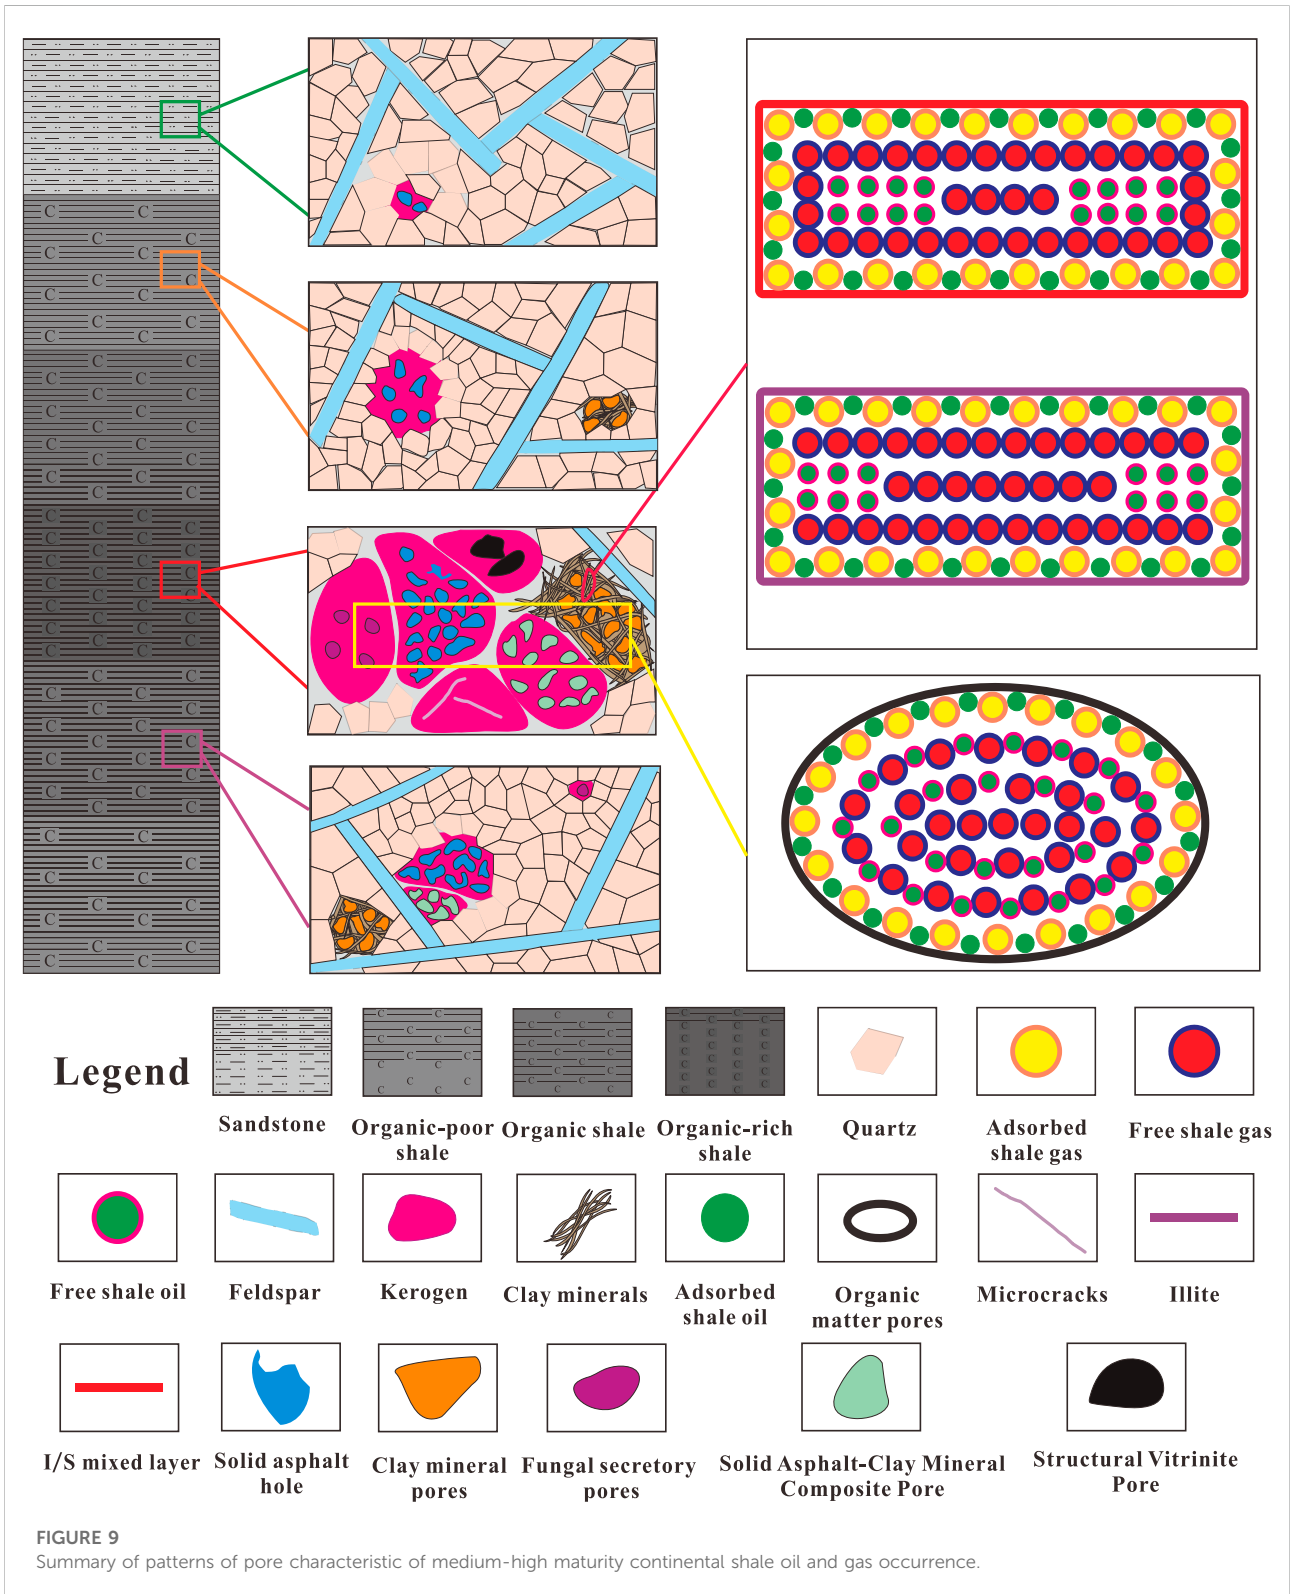 Legend
Sandstone
Organic-poor
shale
Organic shale
Organic-rich
shale
Quartz
Adsorbed
shale gas
Free shale gas
Free shale oil
Feldspar
Kerogen
Clay minerals
Adsorbed
shale oil
Organic
matter pores
Microcracks
Illite
I/S mixed layer
Solid asphalt
hole
Clay mineral
pores
Fungal secretory
pores
Solid Asphalt-Clay Mineral
Composite Pore
Structural Vitrinite
Pore
FIGURE 9
Summary of patterns of pore characteristic of medium-high maturity continental shale oil and gas occurrence.